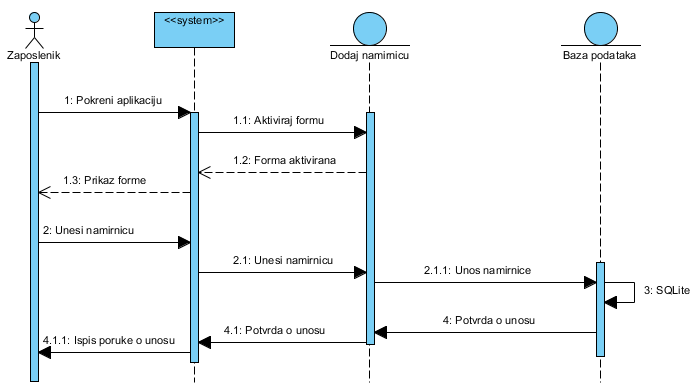 <<system>>
Zaposlenik
Dodaj namirnicu
Baza podataka
1: Pokreni aplikaciju
1.1: Aktiviraj formu
1.2: Forma aktivirana
1.3: Prikaz forme
2: Unesi namirnicu
2.1: Unesi namirnicu
2.1.1: Unos namirnice
3: SQLite
4: Potvrda o unosu
4.1: Potvrda o unosu
4.1.1: Ispis poruke o unosu